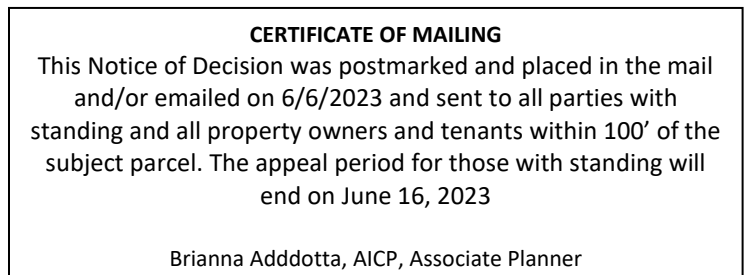 CERTIFICATE OF MAILING
This Notice of Decision was postmarked and placed in the mail
and/or emailed on 6/6/2023 and sent to all parties with
standing and all property owners and tenants within 100’ of the
subject parcel. The appeal period for those with standing will
end on June 16, 2023
Brianna Adddotta, AICP, Associate Planner